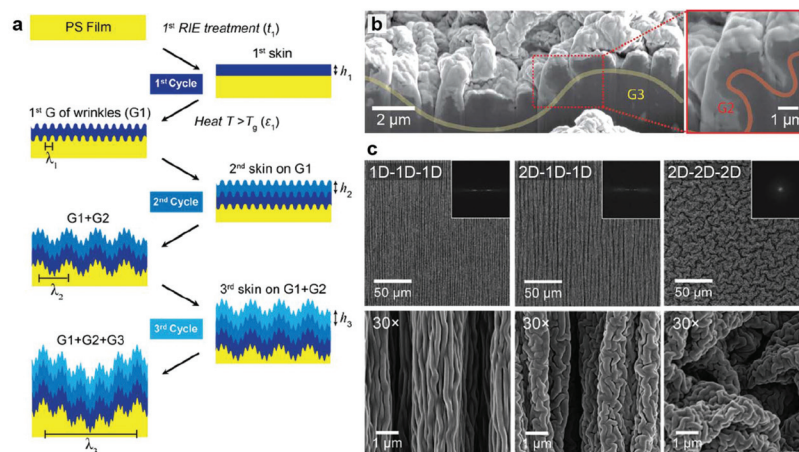 a
PS Film
1st RIE treatment (t1)
1st skin
h1
1st Cycle
1st G of wrinkles (G1)
Heat T >Tg (ε1)
λ1
2nd skin on G1
h2
2nd Cycle
G1+G2
λ2
3rd skin on G1+G2
h3
3rd Cycle
G1+G2+G3
λ3
b
G3
2 μm
G2
1 μm
c
1D-1D-1D
50 μm
2D-1D-1D
50 μm
2D-2D-2D
50 μm
30×
1 μm
30×
1 μm
30×
1 μm